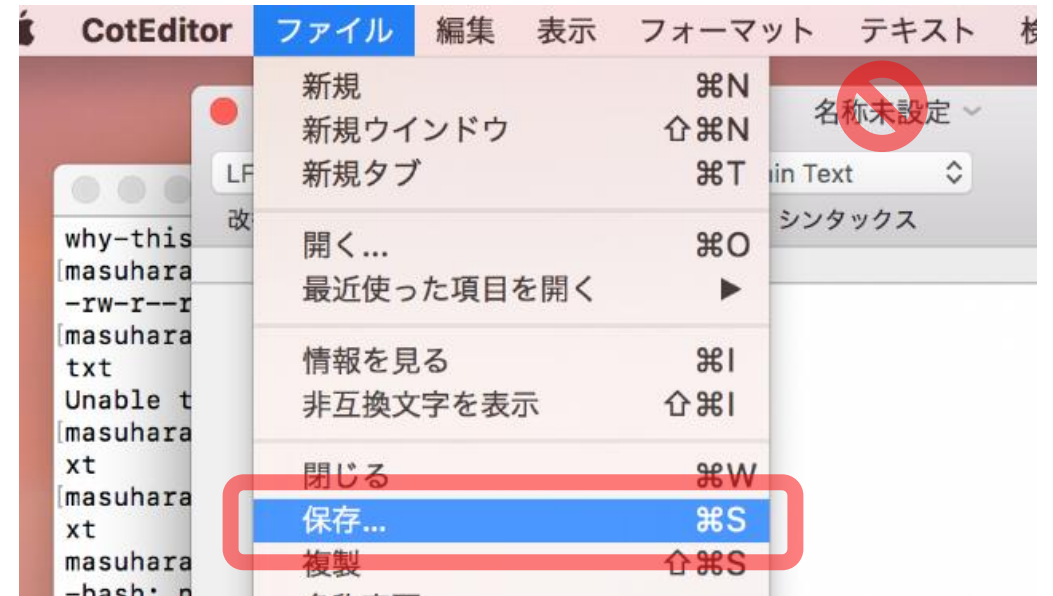 CotEditor ファイル 編集 表示 フォーマット テキスト
新規 ⌘N
新規ウインドウ ⇧⌘N
新規タブ ⌘T
開く... ⌘O
最近使った項目を開く ▶
情報を見る ⌘I
非互換文字を表示 ⇧⌘I
閉じる ⌘W
保存... ⌘S
複製 ⇧⌘S
名称未設定
LF
ain Text
改
シンタックス
why-this
[masuhara
-rw-r--r
[masuhara
txt
Unable t
[masuhara
xt
[masuhara
xt
masuhara
-bash: n